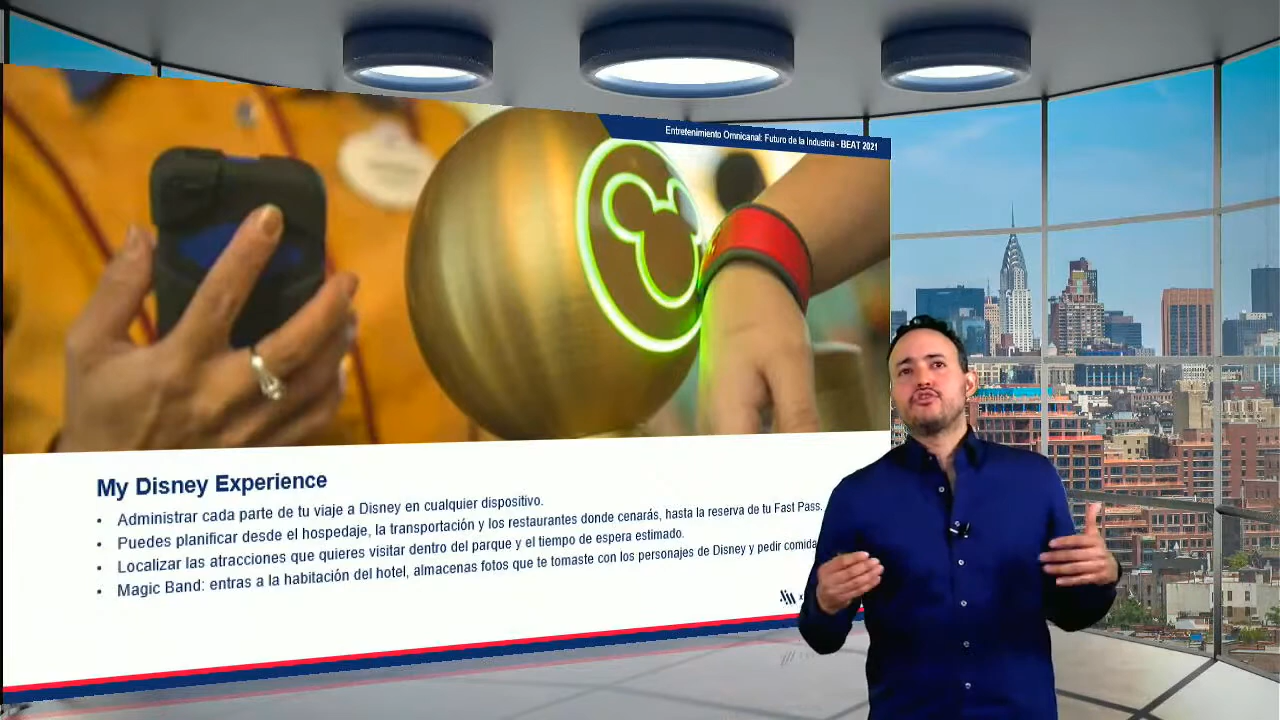 Entretenimiento Omnicanal: Futuro de la Industria - BEAT 2021
My Disney Experience
• Administrar cada parte de tu viaje a Disney en cualquier dispositivo.
• Puedes planificar desde el hospedaje, la transportación y los restaurantes donde cenarás, hasta la reserva de tu Fast Pass.
• Localizar las atracciones que quieres visitar dentro del parque y el tiempo de espera estimado.
• Magic Band: entras a la habitación del hotel, almacenas fotos que te tomaste con los personajes de Disney y pedir comida
x